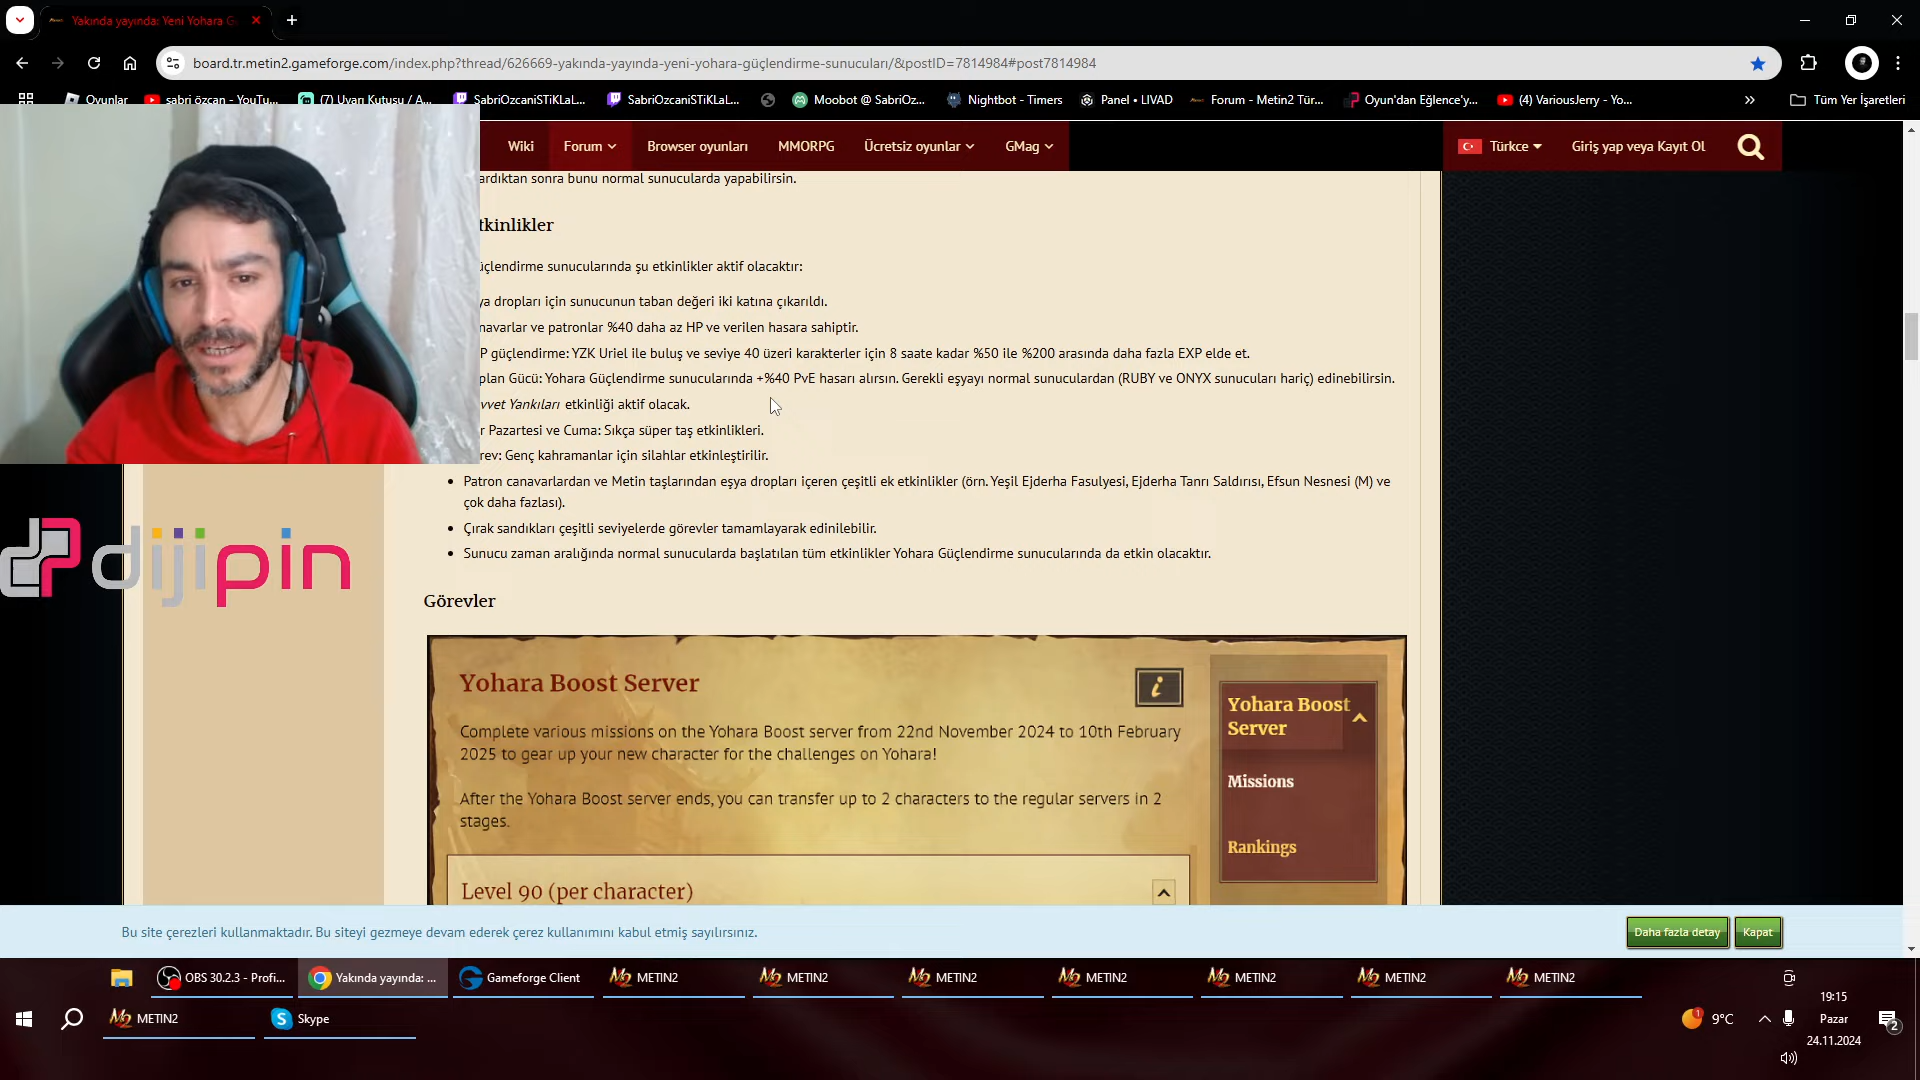 Yakında yayında: Yeni Yohara G
board.tr.metin2.gameforge.com/index.php?thread/626669-yakında-yayında-yeni-yohara-güçlendirme-sunucuları/&postID=7814984#post7814984
Oyunlar
sabri özcan - YouTu...
(7) Uyarı Kutusu / A...
SabriOzcaniSTiKLaL...
SabriOzcaniSTiKLaL...
Moobot @ SabriOz...
Nightbot - Timers
Panel • LIVAD
Forum - Metin2 Tür...
Oyun'dan Eğlence'y...
(4) VariousJerry - Yo...
Tüm Yer İşaretleri
Wiki
Forum
Browser oyunları
MMORPG
Ücretsiz oyunlar
GMag
Türkçe
Giriş yap veya Kayıt Ol
ardıktan sonra bunu normal sunucularda yapabilirsin.
tkinlikler
üçlendirme sunucularında şu etkinlikler aktif olacaktır:
ya dropları için sunucunun taban değeri iki katına çıkarıldı.
navarlar ve patronlar %40 daha az HP ve verilen hasara sahiptir.
P güçlendirme: YZK Uriel ile buluş ve seviye 40 üzeri karakterler için 8 saate kadar %50 ile %200 arasında daha fazla EXP elde et.
plan Gücü: Yohara Güçlendirme sunucularında +%40 PvE hasarı alırsın. Gerekli eşyayı normal sunuculardan (RUBY ve ONYX sunucuları hariç) edinebilirsin.
vvet Yankıları etkinliği aktif olacak.
r Pazartesi ve Cuma: Sıkça süper taş etkinlikleri.
rev: Genç kahramanlar için silahlar etkinleştirilir.
• Patron canavarlardan ve Metin taşlarından eşya dropları içeren çeşitli ek etkinlikler (örn. Yeşil Ejderha Fasulyesi, Ejderha Tanrı Saldırısı, Efsun Nesnesi (M) ve
çok daha fazlası).
• Çırak sandıkları çeşitli seviyelerde görevler tamamlayarak edinilebilir.
• Sunucu zaman aralığında normal sunucularda başlatılan tüm etkinlikler Yohara Güçlendirme sunucularında da etkin olacaktır.
dijipin
Görevler
Yohara Boost Server
i
Complete various missions on the Yohara Boost server from 22nd November 2024 to 10th February
2025 to gear up your new character for the challenges on Yohara!
After the Yohara Boost server ends, you can transfer up to 2 characters to the regular servers in 2
stages.
Level 90 (per character)
Yohara Boost
Server
Missions
Rankings
Bu site çerezleri kullanmaktadır. Bu siteyi gezmeye devam ederek çerez kullanımını kabul etmiş sayılırsınız.
Daha fazla detay
Kapat
OBS 30.2.3 - Profi...
Yakında yayında: ...
Gameforge Client
METIN2
METIN2
METIN2
METIN2
METIN2
METIN2
METIN2
METIN2
Skype
1
9°C
19:15
Pazar
24.11.2024
2